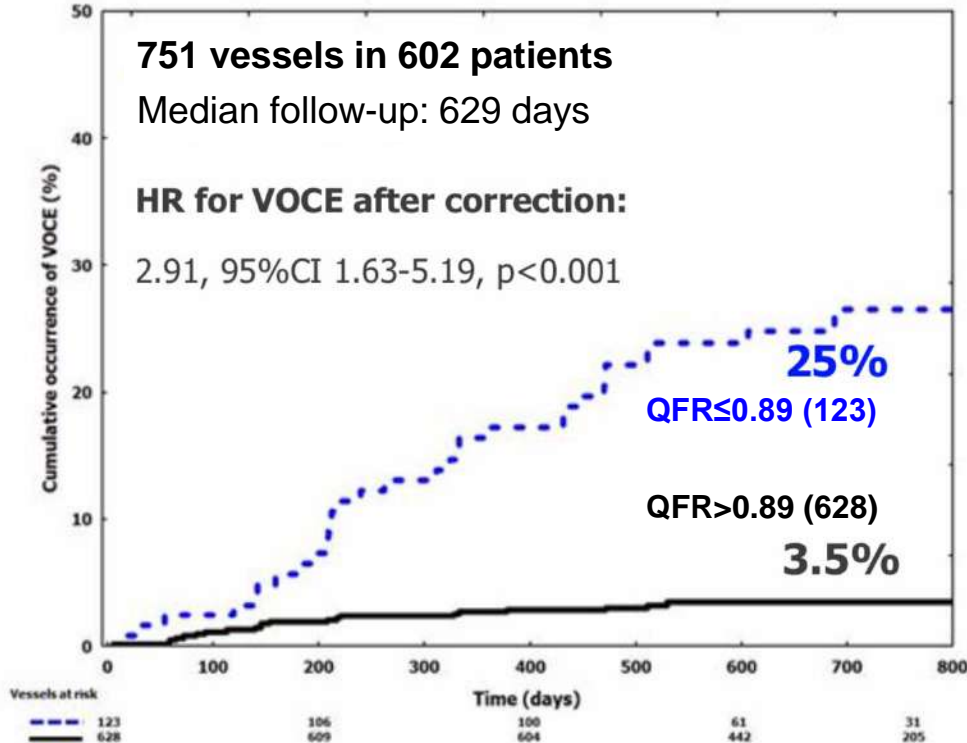 50
751 vessels in 602 patients
Median follow-up: 629 days
40
HR for VOCE after correction:
30
2.91, 95%CI 1.63-5.19, p<0.001
Cumulative occurrence of VOCE (%)
25%
20
QFR≤0.89 (123)
QFR>0.89 (628)
10
3.5%
0
0 100 200 300 400 500 600 700 800
Time (days)
Vessels at risk
123 106 100 61 31
628 609 604 442 205